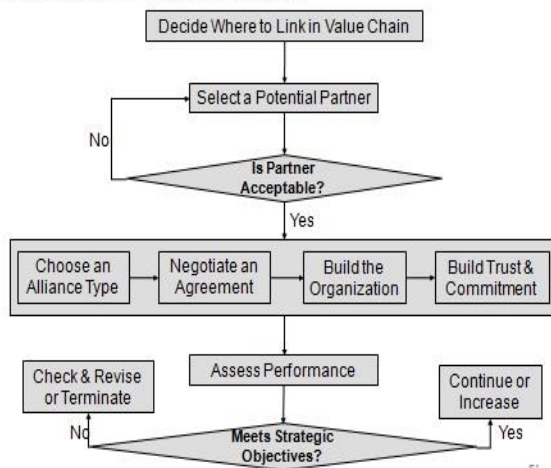 Decide Where to Link in Value Chain
Select a Potential Partner
No
Is Partner
Acceptable?
Yes
Choose an
Alliance Type
Negotiate an
Agreement
Build the
Organization
Build Trust &
Commitment
Assess Performance
Check & Revise
or Terminate
Continue or
Increase
No
Meets Strategic
Objectives?
Yes